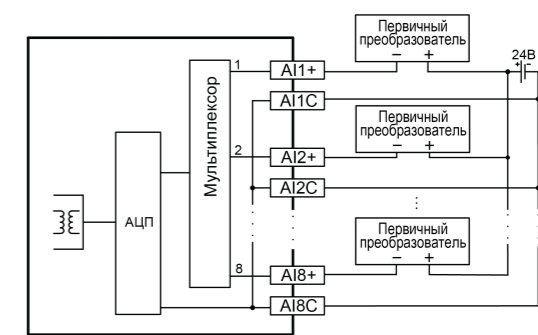 Первичный
преобразователь
– +
24В
+ -
1
AI1+
AI1C
Мультиплексор
Первичный
преобразователь
– +
2
AI2+
AI2C
АЦП
Первичный
преобразователь
– +
8
AI8+
AI8C